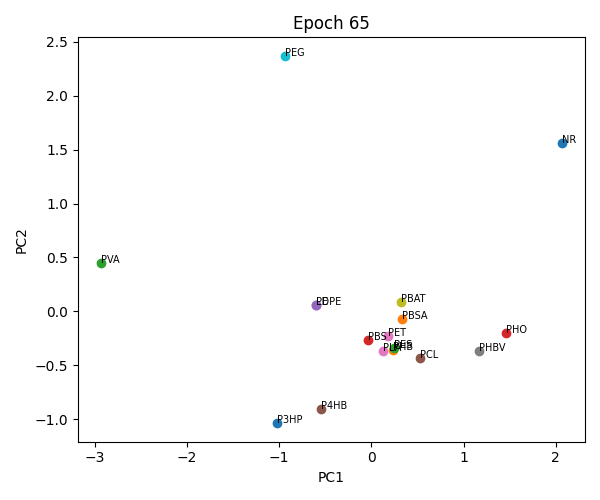 Epoch 65
PC2
2.5
2.0
1.5
1.0
0.5
0.0
−0.5
−1.0
PEG
NR
PVA
PBAT
PBSA
PBS
PET
PHO
PHBV
PCL
P4HB
P3HP
−3
−2
−1
0
1
2
PC1